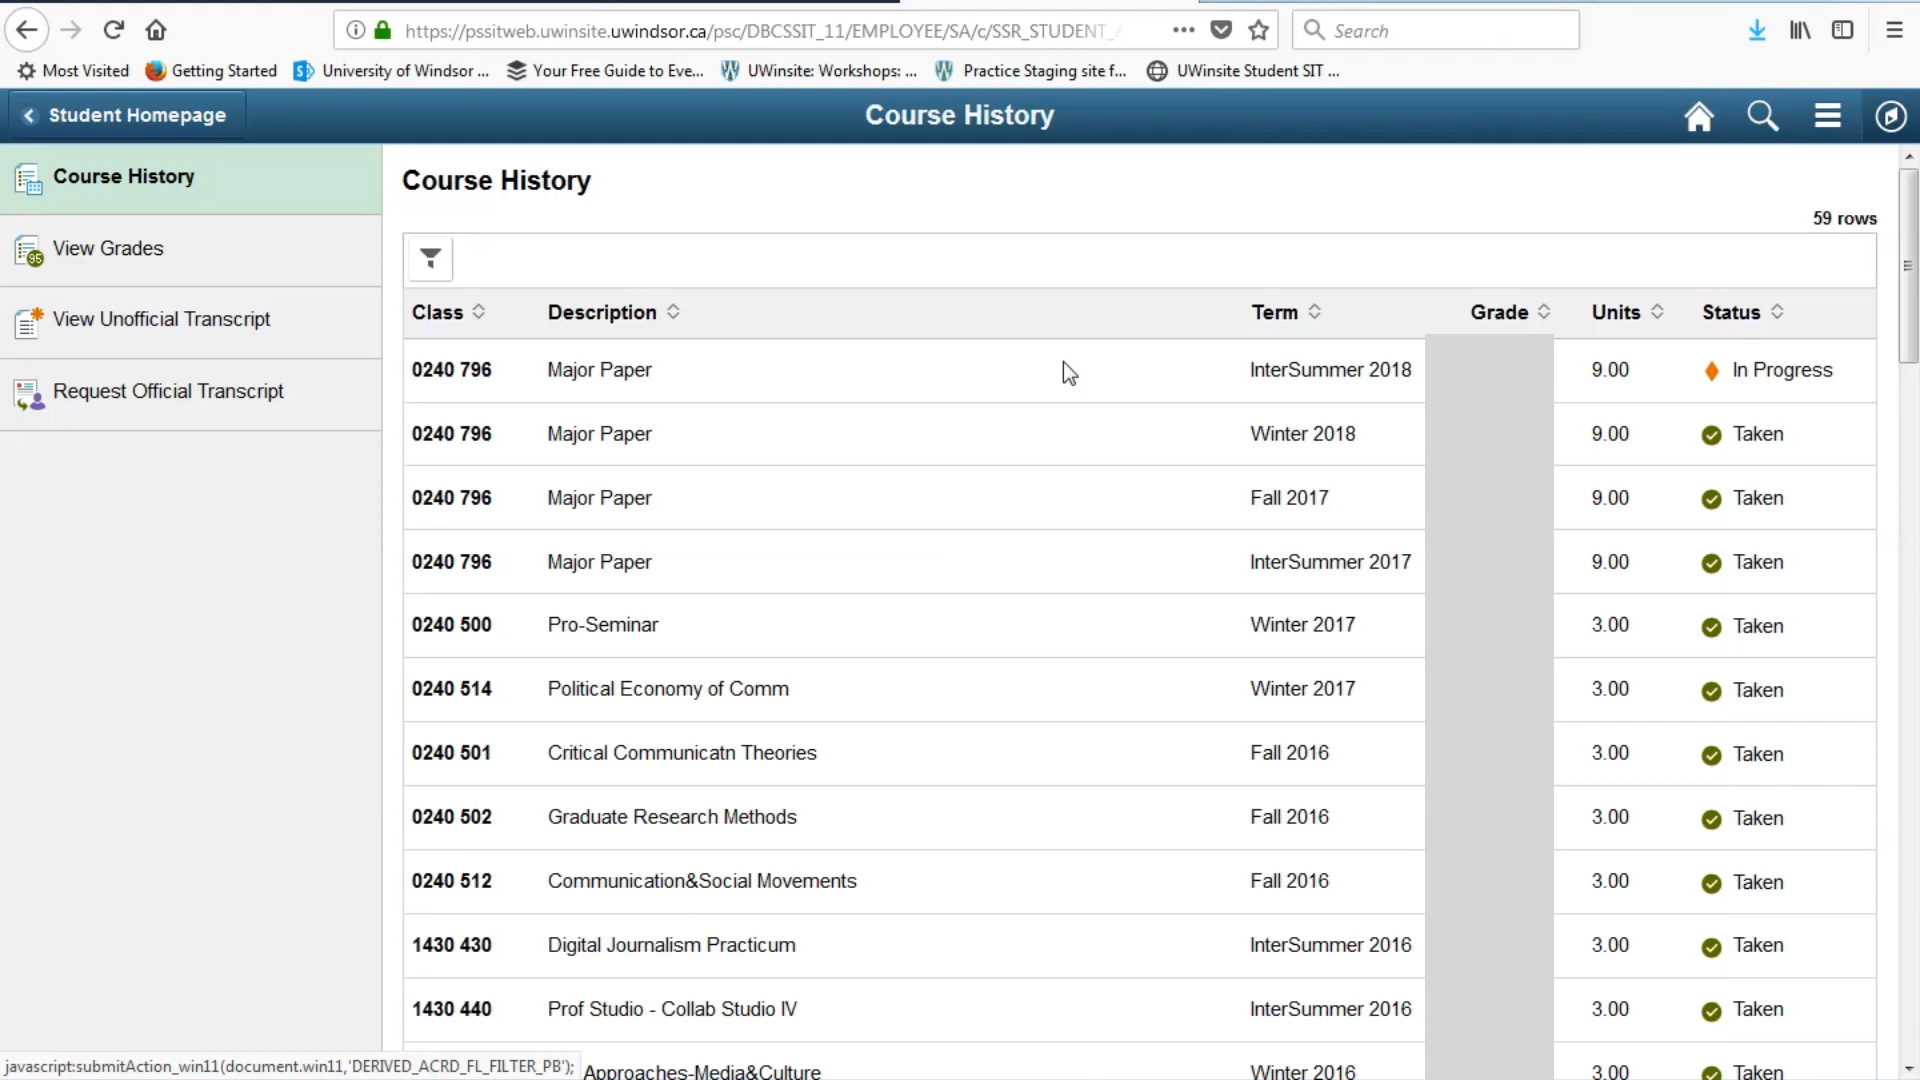 https://pssitweb.uwinsite.uwindsor.ca/psc/DBCSSIT_11/EMPLOYEE/SA/c/SSR_STUDENT_
Search
Most Visited Getting Started University of Windsor ... Your Free Guide to Eve... UWinsite: Workshops: ... Practice Staging site f... UWinsite Student SIT ...
Student Homepage Course History
Course History
View Grades
View Unofficial Transcript
Request Official Transcript
Course History
59 rows
Class Description Term Grade Units Status
0240 796 Major Paper InterSummer 2018 9.00 In Progress
0240 796 Major Paper Winter 2018 9.00 Taken
0240 796 Major Paper Fall 2017 9.00 Taken
0240 796 Major Paper InterSummer 2017 9.00 Taken
0240 500 Pro-Seminar Winter 2017 3.00 Taken
0240 514 Political Economy of Comm Winter 2017 3.00 Taken
0240 501 Critical Communicatn Theories Fall 2016 3.00 Taken
0240 502 Graduate Research Methods Fall 2016 3.00 Taken
0240 512 Communication&Social Movements Fall 2016 3.00 Taken
1430 430 Digital Journalism Practicum InterSummer 2016 3.00 Taken
1430 440 Prof Studio - Collab Studio IV InterSummer 2016 3.00 Taken
Approaches-Media&Culture Winter 2016 3.00 Taken
javascript:submitAction_win11(document.win11,'DERIVED_ACRD_FL_FILTER_PB');